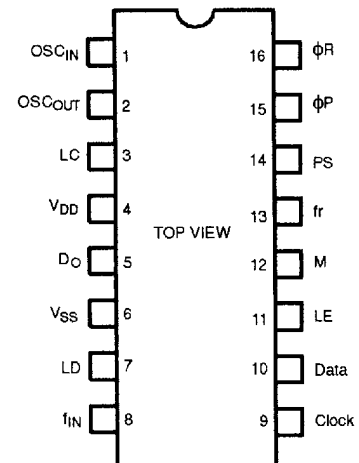 OSCIN 1 16 ϕR
OSCOUT 2 15 ϕP
LC 3 14 PS
VDD 4 13 fr
TOP VIEW
DO 5 12 M
VSS 6 11 LE
LD 7 10 Data
fIN 8 9 Clock